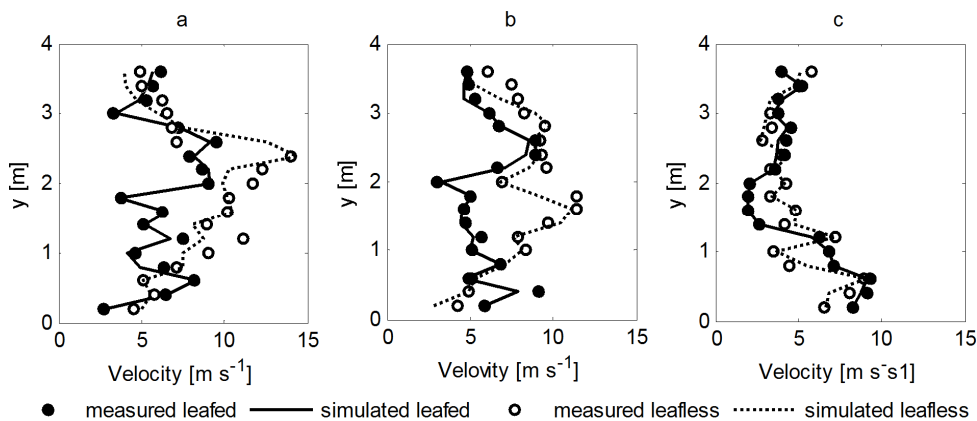 a b c
4 4 4
3 3 3
y [m] y [m] y [m]
2 2 2
1 1 1
0 0 0
0 5 10 15 0 5 10 15 0 5 10 15
Velocity [m s⁻¹] Velovity [m s⁻¹] Velocity [m s-s1]
measured leafed simulated leafed measured leafless simulated leafless